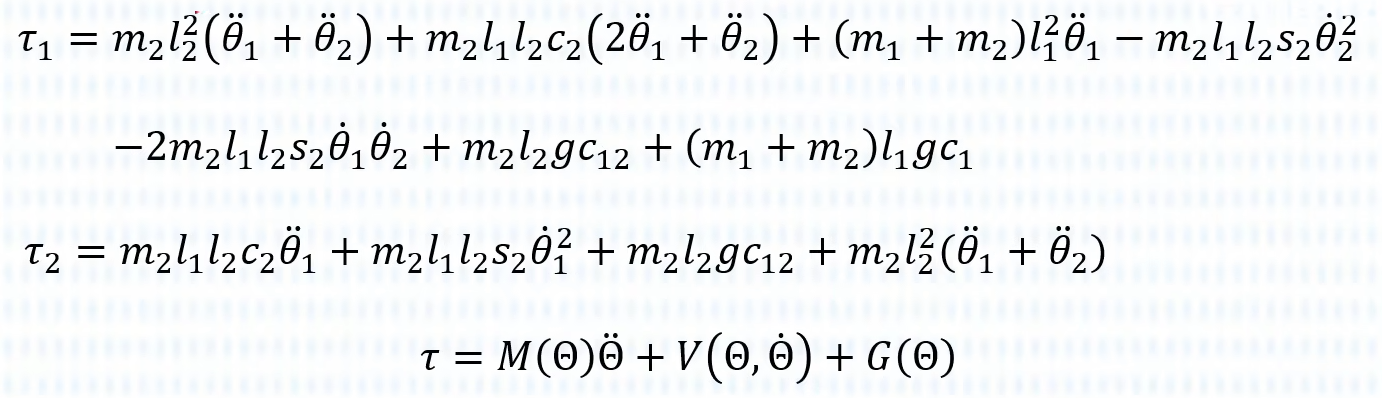 τ₁ = m₂l₂²(θ̈₁ + θ̈₂) + m₂l₁l₂c₂(2θ̈₁ + θ̈₂) + (m₁ + m₂)l₁²θ̈₁ − m₂l₁l₂s₂θ̇₂²
−2m₂l₁l₂s₂θ̇₁θ̇₂ + m₂l₂gc₁₂ + (m₁ + m₂)l₁gc₁
τ₂ = m₂l₁l₂c₂θ̈₁ + m₂l₁l₂s₂θ̇₁² + m₂l₂gc₁₂ + m₂l₂²(θ̈₁ + θ̈₂)
τ = M(Θ)Θ̈ + V(Θ, Θ̇) + G(Θ)